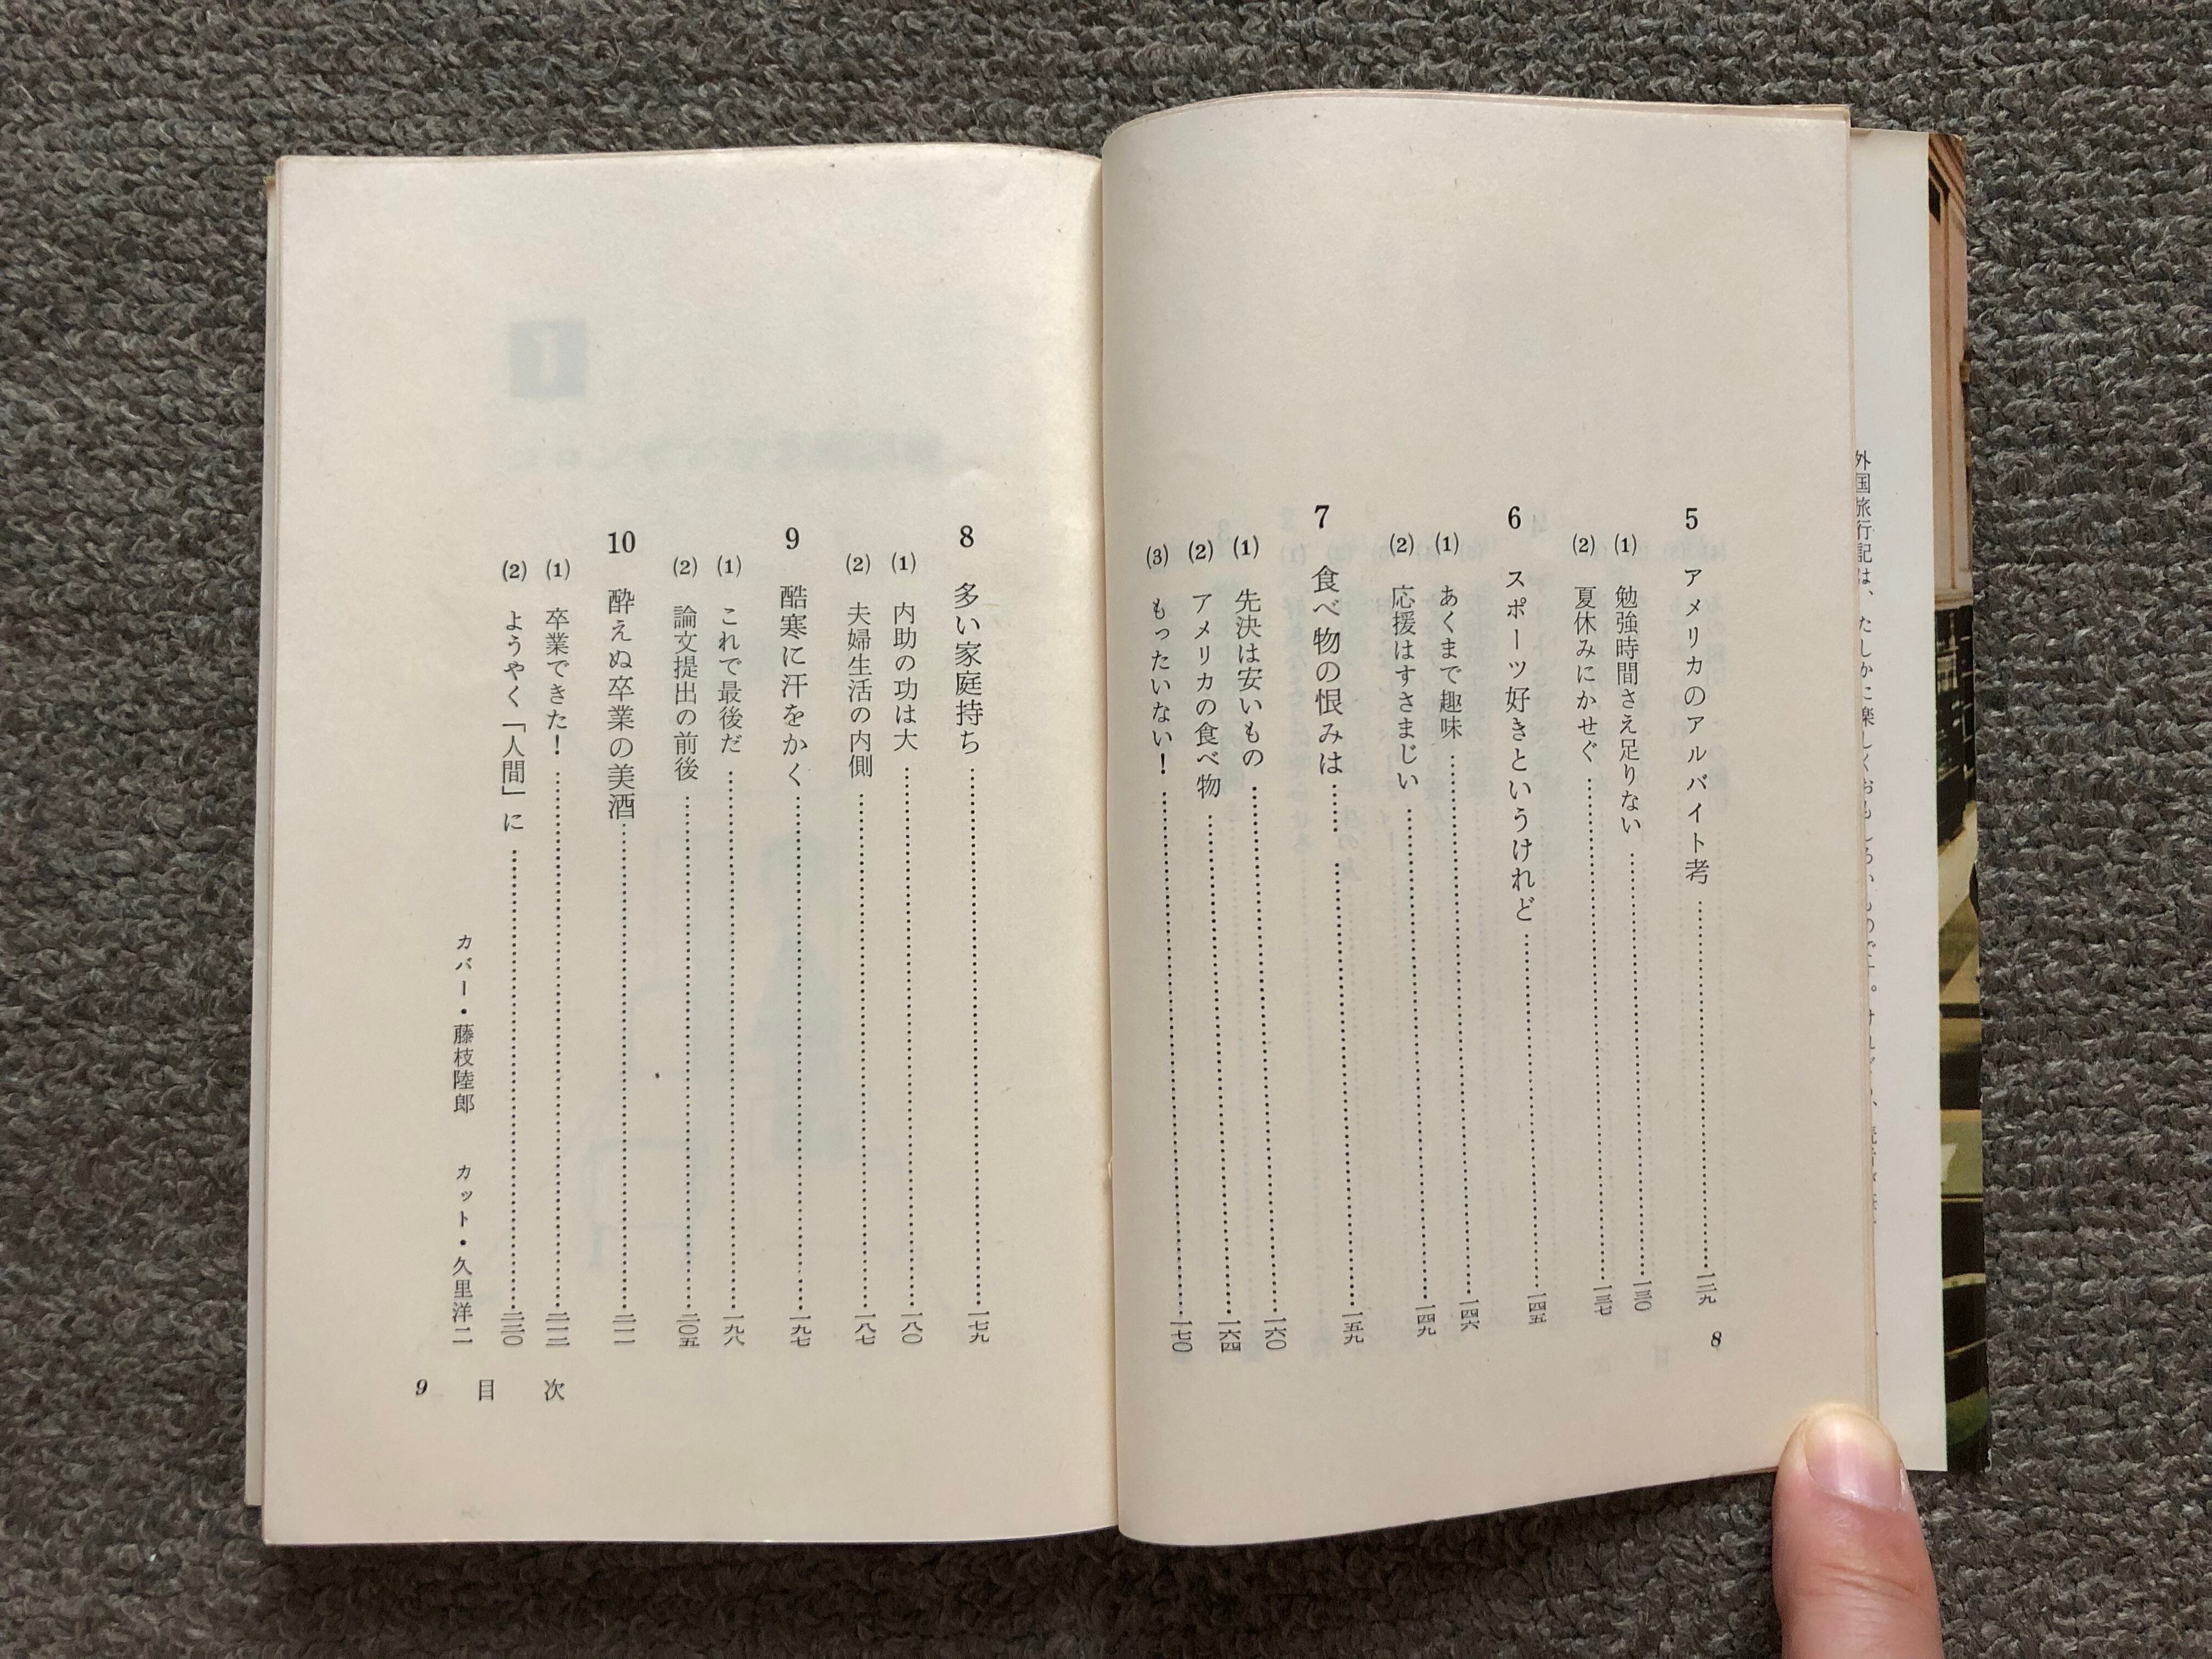 5 アメリカのアルバイト考……一二九
(1) 勉強時間さえ足りない……一三〇
(2) 夏休みにかせぐ……一三七
6 スポーツ好きというけれど……一四五
(1) あくまで趣味……一四六
(2) 応援はすさまじい……一四九
7 食べ物の恨みは……一五九
(1) 先決は安いもの……一六〇
(2) アメリカの食べ物……一六四
(3) もったいない！……一七〇
8
8 多い家庭持ち……一七九
(1) 内助の功は大……一八〇
(2) 夫婦生活の内側……一八七
9 酷寒に汗をかく……一九七
(1) これで最後だ……一九八
(2) 論文提出の前後……二〇五
10 酔えぬ卒業の美酒……二一一
(1) 卒業できた！……二一二
(2) ようやく「人間」に……二二〇
カバー・藤枝陸郎 カット・久里洋二
9 目 次
外国旅行記は、たしかに楽しくおもしろい